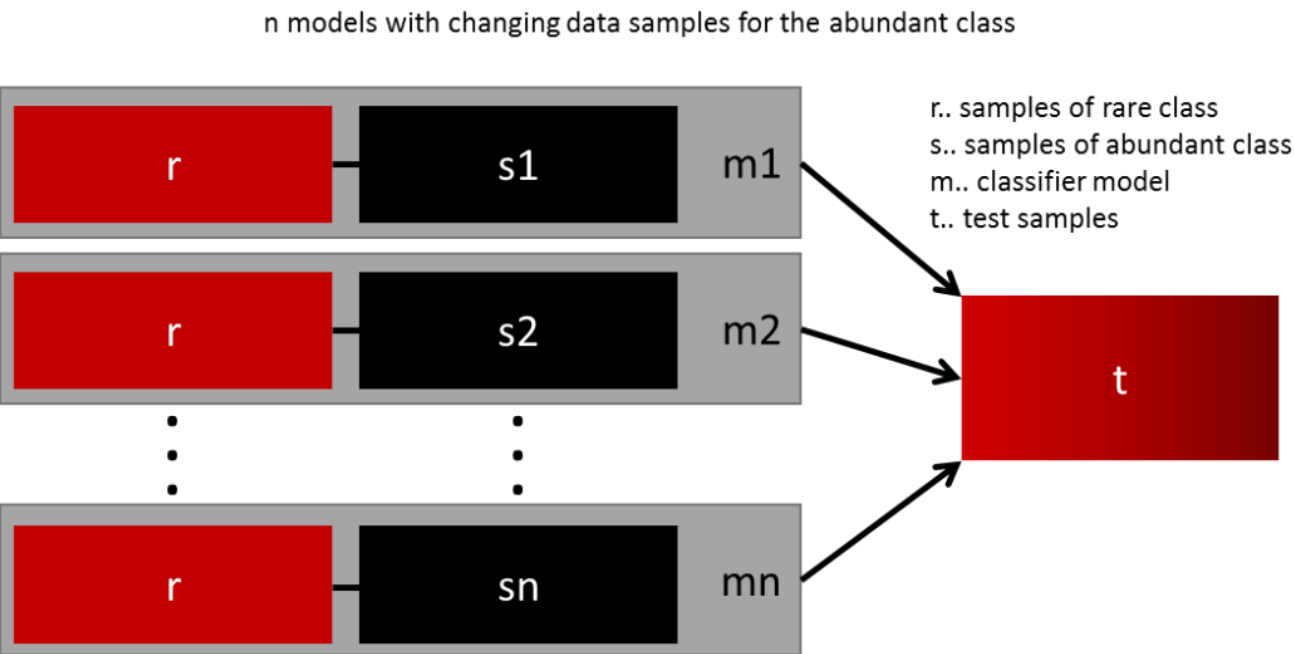 n models with changing data samples for the abundant class
r s1 m1
r.. samples of rare class
s.. samples of abundant class
m.. classifier model
t.. test samples
r s2 m2
t
r sn mn